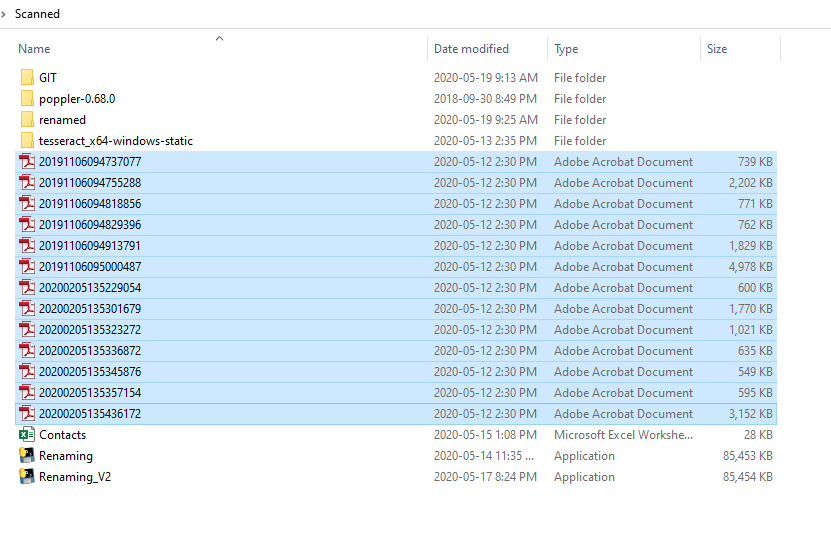 Scanned
Name Date modified Type Size
GIT 2020-05-19 9:13 AM File folder
poppler-0.68.0 2018-09-30 8:49 PM File folder
renamed 2020-05-19 9:25 AM File folder
tesseract_x64-windows-static 2020-05-13 2:35 PM File folder
20191106094737077 2020-05-12 2:30 PM Adobe Acrobat Document 739 KB
20191106094755288 2020-05-12 2:30 PM Adobe Acrobat Document 2,202 KB
20191106094818856 2020-05-12 2:30 PM Adobe Acrobat Document 771 KB
20191106094829396 2020-05-12 2:30 PM Adobe Acrobat Document 762 KB
20191106094913791 2020-05-12 2:30 PM Adobe Acrobat Document 1,829 KB
20191106095000487 2020-05-12 2:30 PM Adobe Acrobat Document 4,978 KB
20200205135229054 2020-05-12 2:30 PM Adobe Acrobat Document 600 KB
20200205135301679 2020-05-12 2:30 PM Adobe Acrobat Document 1,770 KB
20200205135323272 2020-05-12 2:30 PM Adobe Acrobat Document 1,021 KB
20200205135336872 2020-05-12 2:30 PM Adobe Acrobat Document 635 KB
20200205135345876 2020-05-12 2:30 PM Adobe Acrobat Document 549 KB
20200205135357154 2020-05-12 2:30 PM Adobe Acrobat Document 595 KB
20200205135436172 2020-05-12 2:30 PM Adobe Acrobat Document 3,152 KB
Contacts 2020-05-15 1:08 PM Microsoft Excel Workshe... 28 KB
Renaming 2020-05-14 11:35 ... Application 85,453 KB
Renaming_V2 2020-05-17 8:24 PM Application 85,454 KB